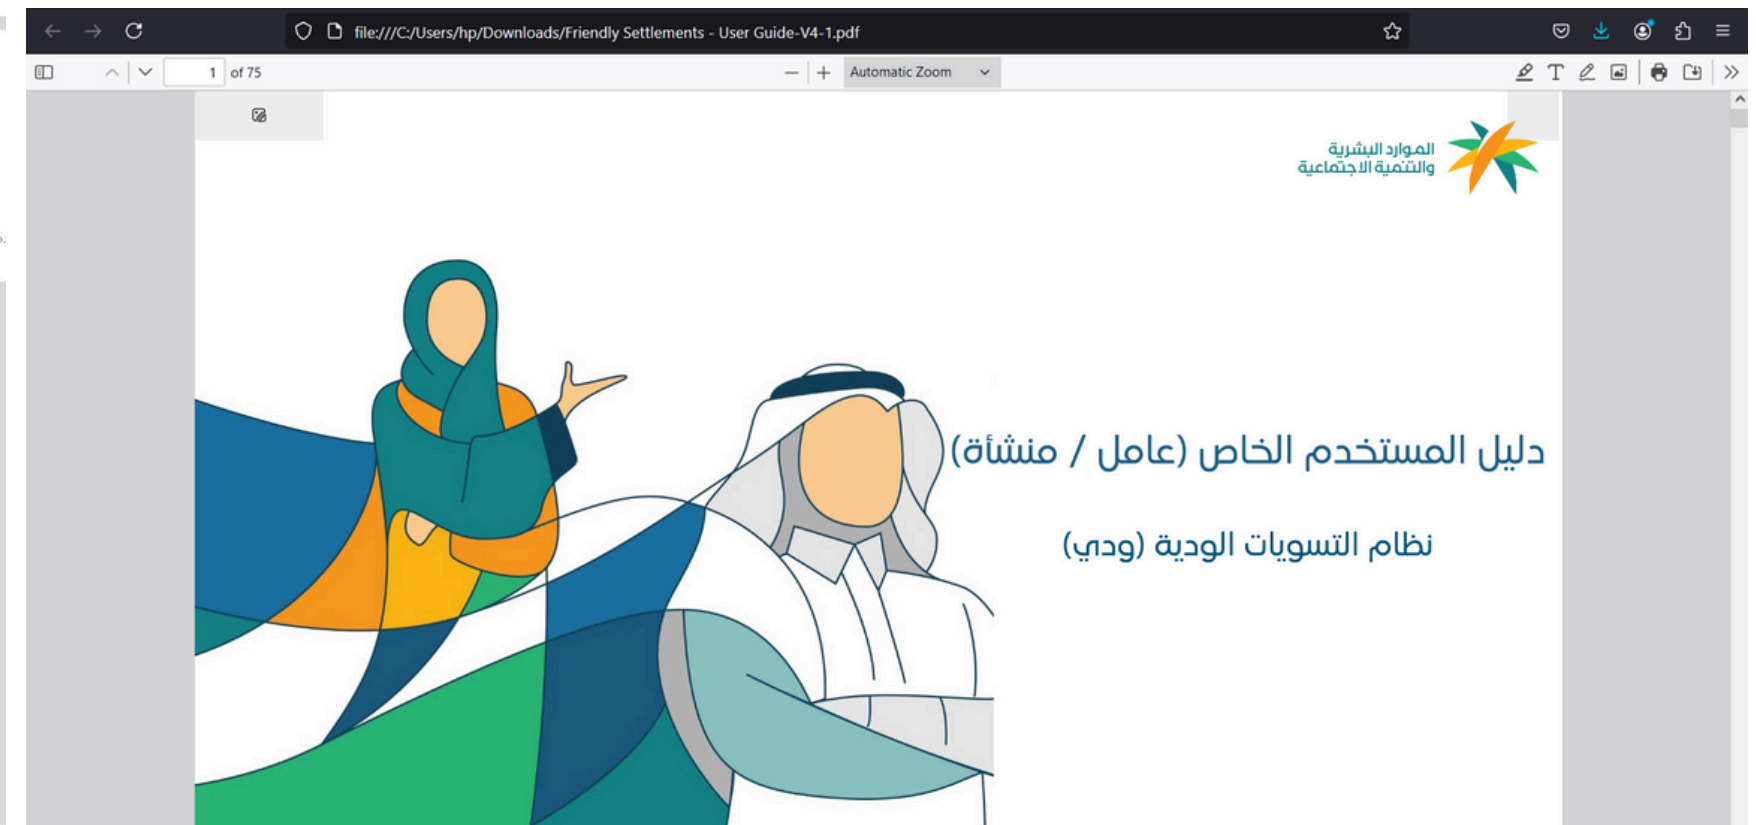 file:///C:/Users/hp/Downloads/Friendly Settlements - User Guide-V4-1.pdf
1 of 75
Automatic Zoom
الموارد البشرية
والتنمية الاجتماعية
دليل المستخدم الخاص (عامل / منشأة)
نظام التسويات الودية (ودي)